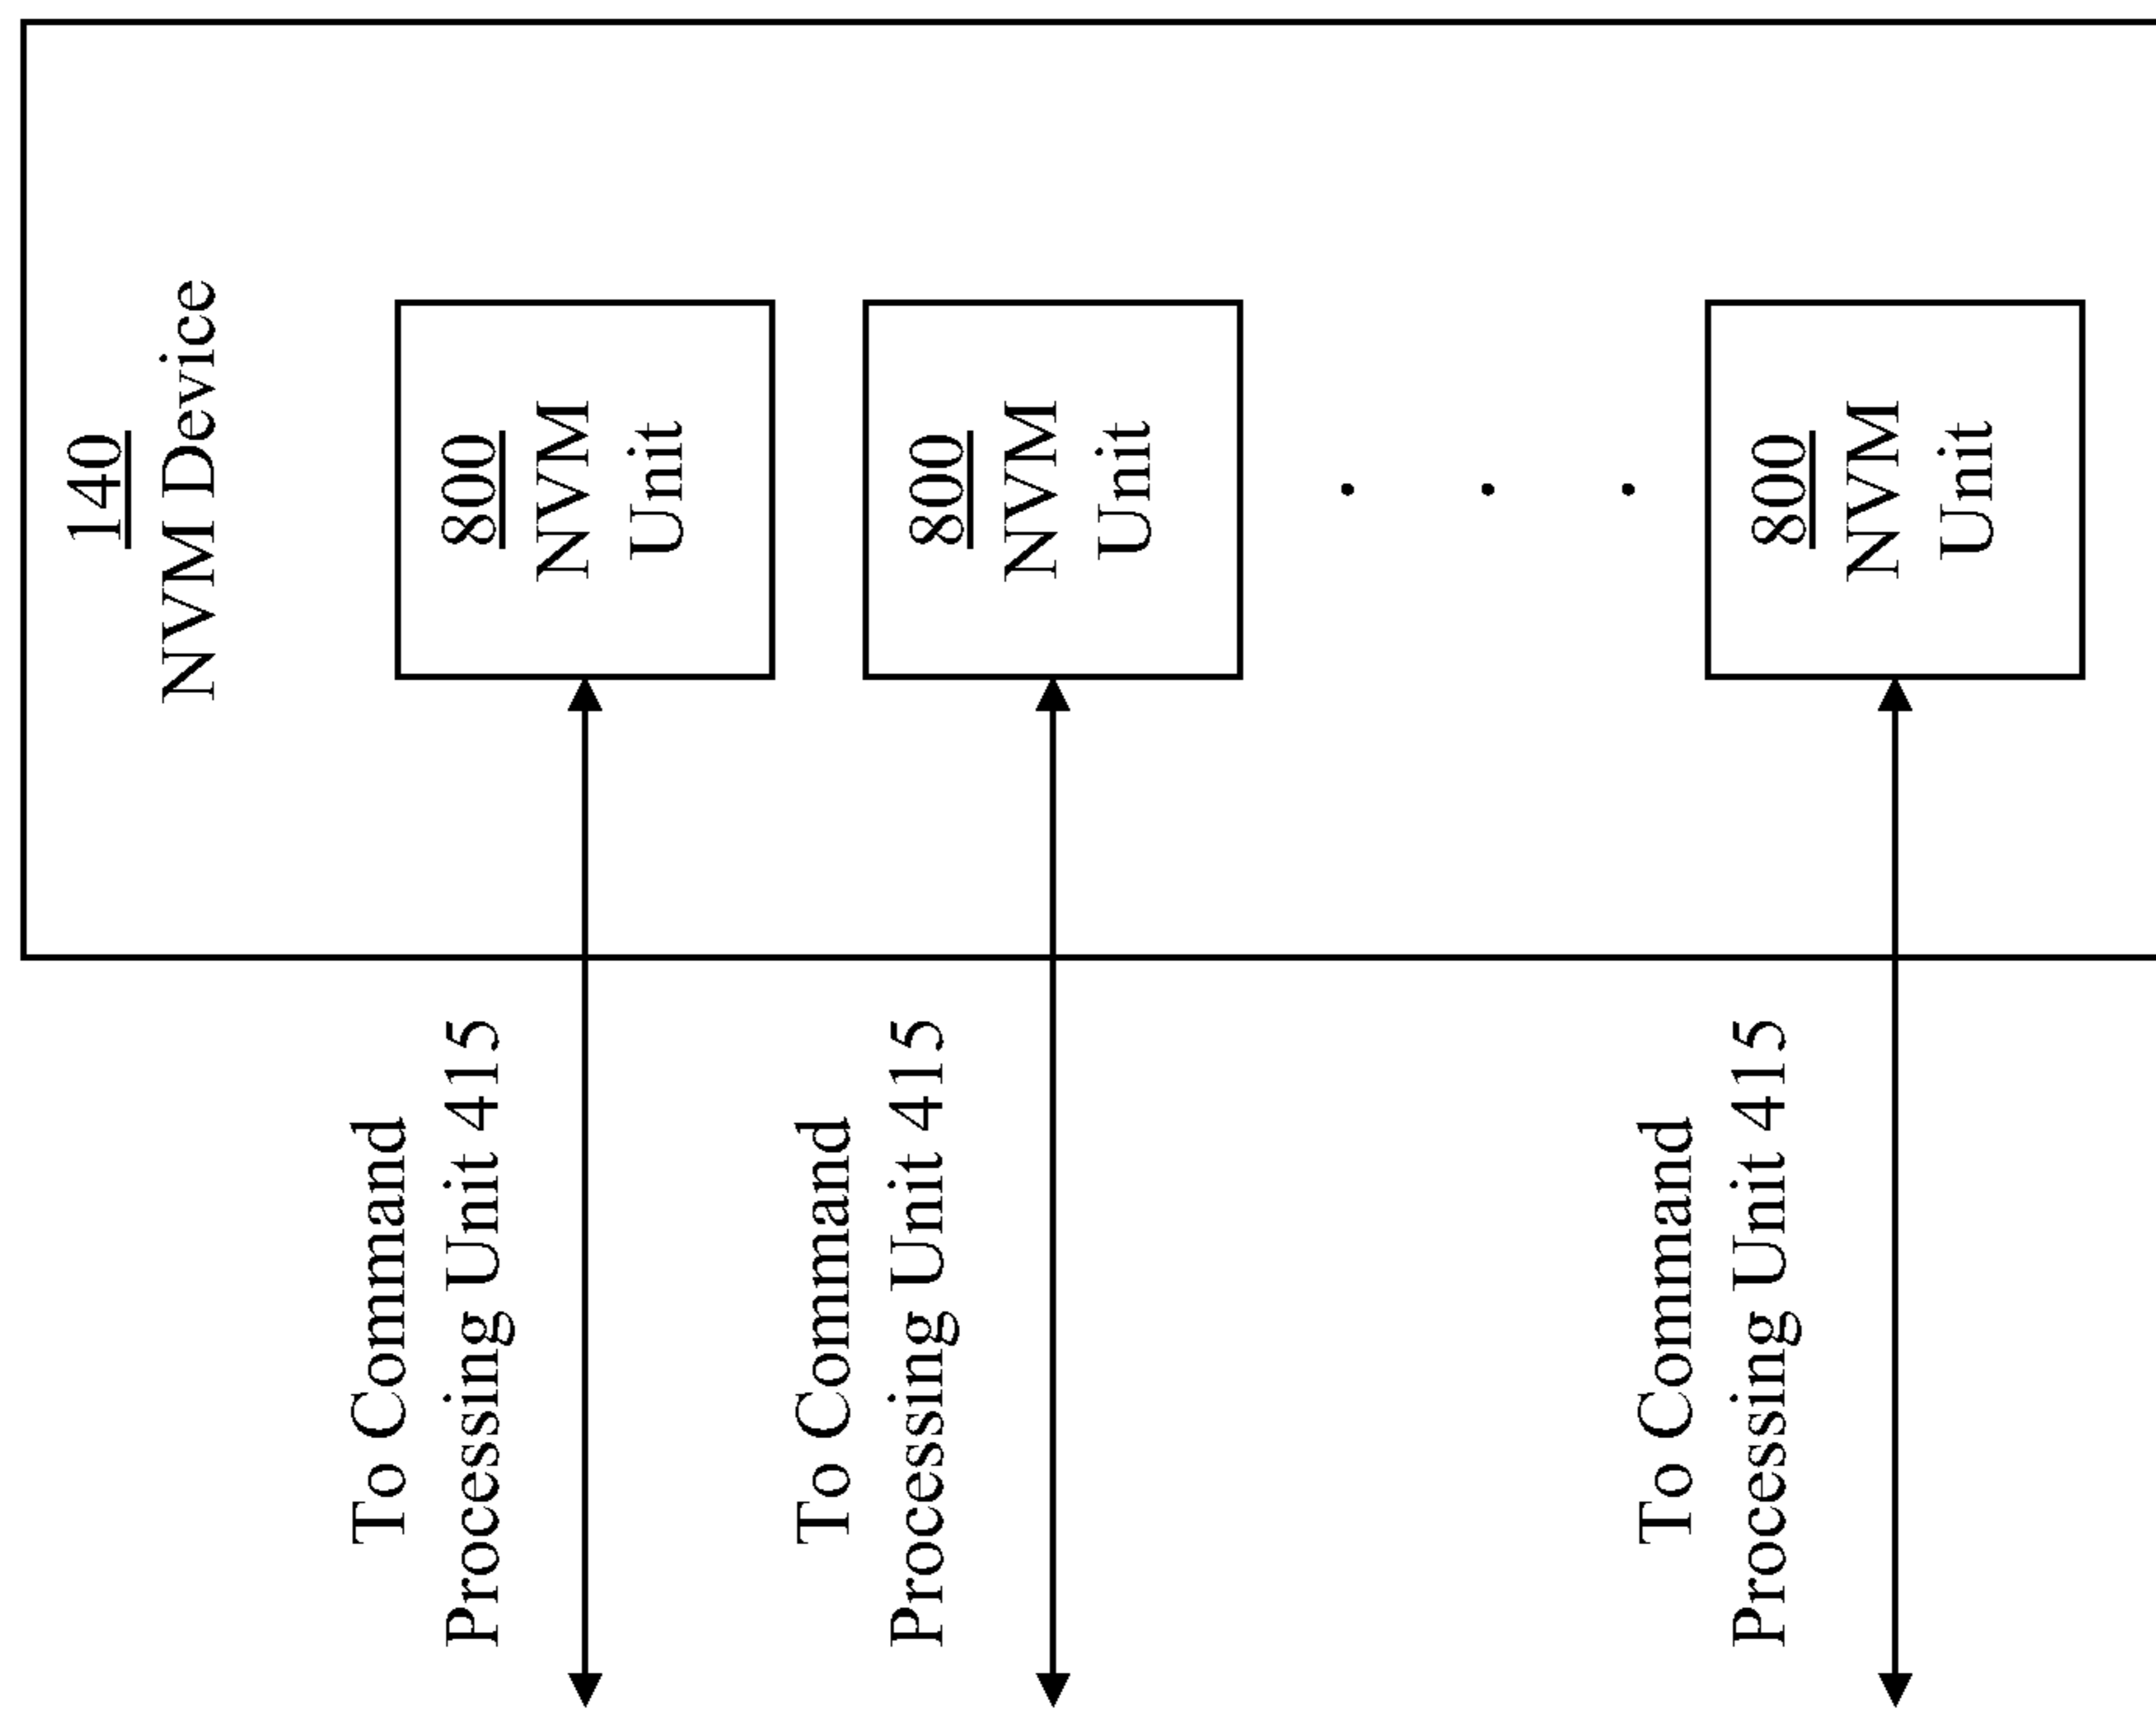 140
NVM Device
800
NVM
Unit
To Command
Processing Unit 415
800
NVM
Unit
To Command
Processing Unit 415
. . .
800
NVM
Unit
To Command
Processing Unit 415